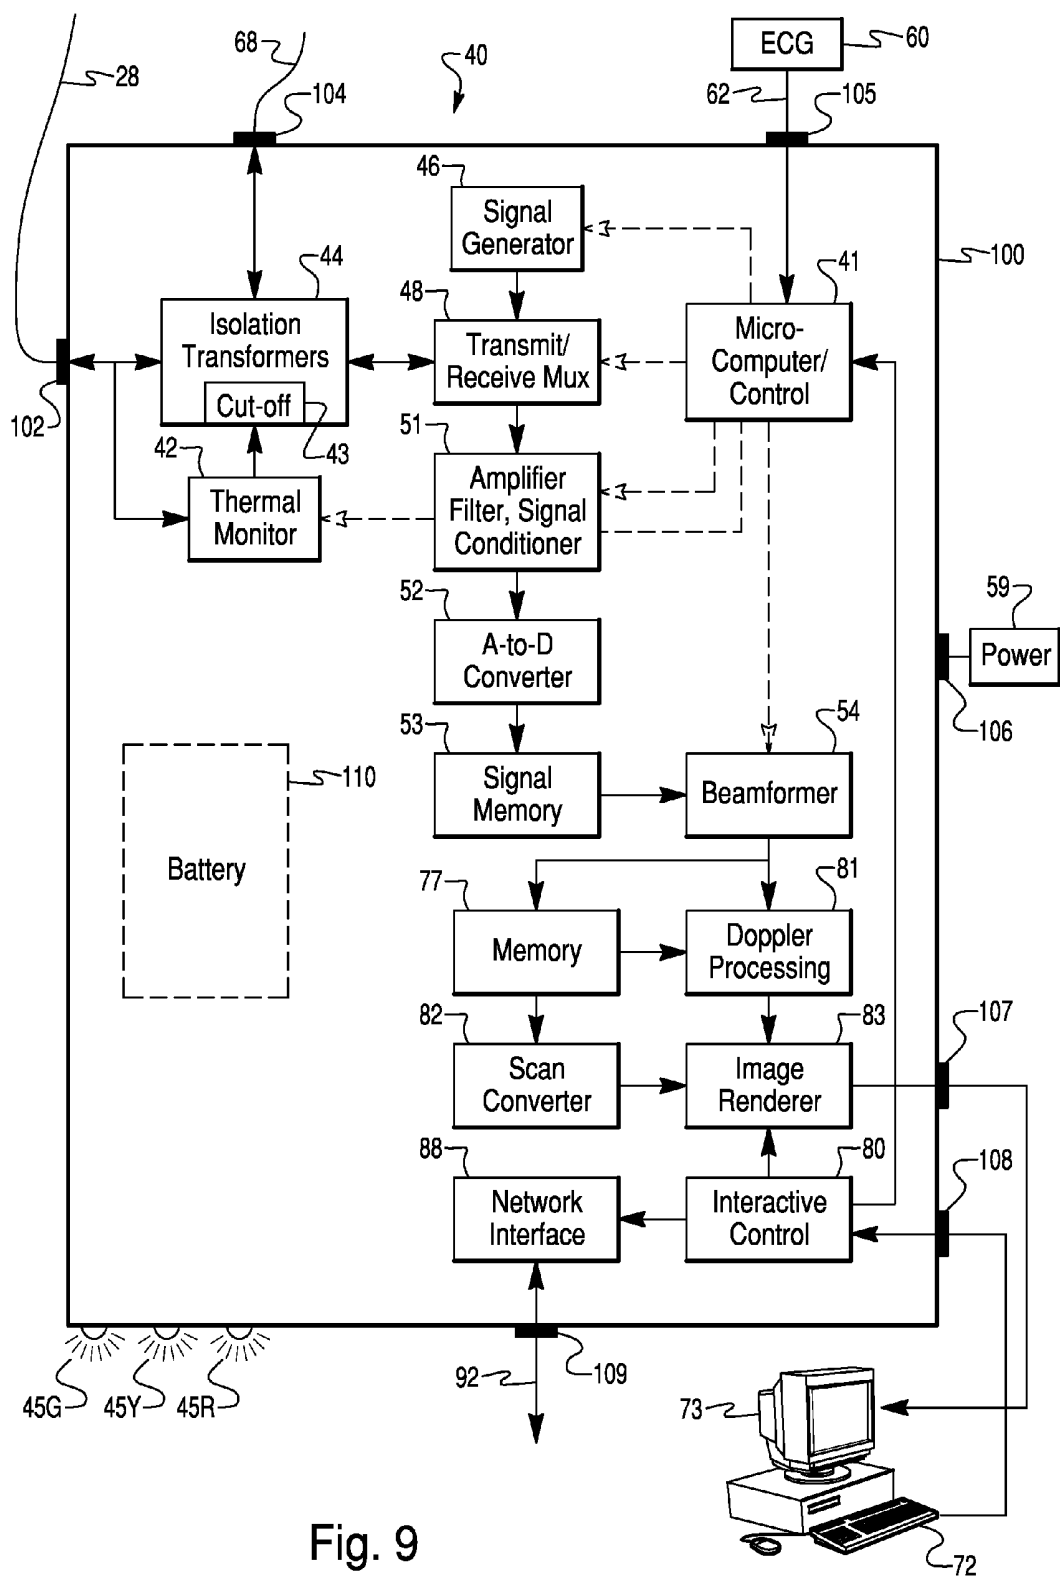 68
40
ECG
60
28
104
62
105
46
Signal
Generator
44
48
41
100
Isolation
Transformers
Transmit/
Receive Mux
Micro-
Computer/
Control
Cut-off
102
42
43
51
Thermal
Monitor
Amplifier
Filter, Signal
Conditioner
52
59
A-to-D
Converter
Power
53
54
106
110
Signal
Memory
Beamformer
Battery
77
81
Memory
Doppler
Processing
82
83
107
Scan
Converter
Image
Renderer
88
80
108
Network
Interface
Interactive
Control
45G
45Y
45R
92
109
73
Fig. 9
72